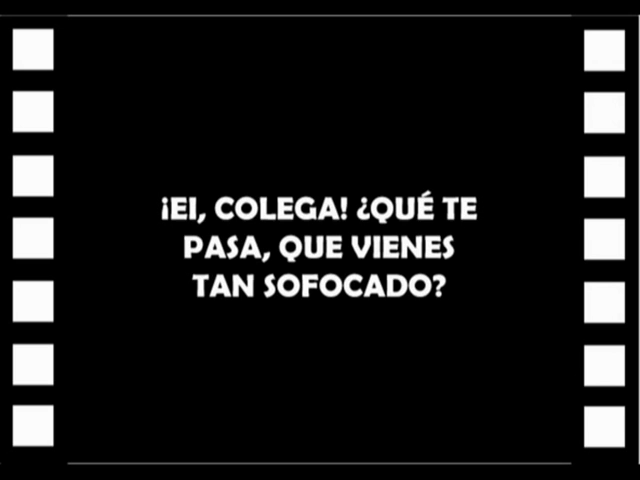 ¡EI, COLEGA! ¿QUÉ TE
PASA, QUE VIENES
TAN SOFOCADO?